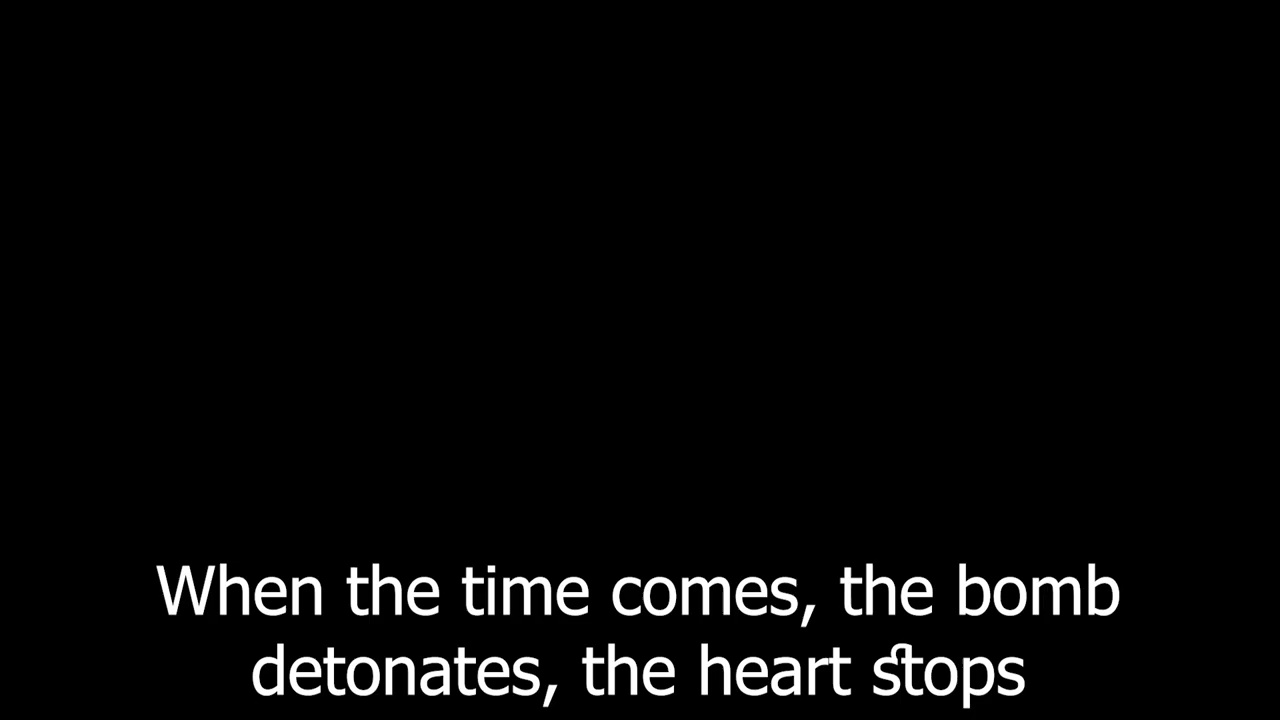 When the time comes, the bomb
detonates, the heart stops